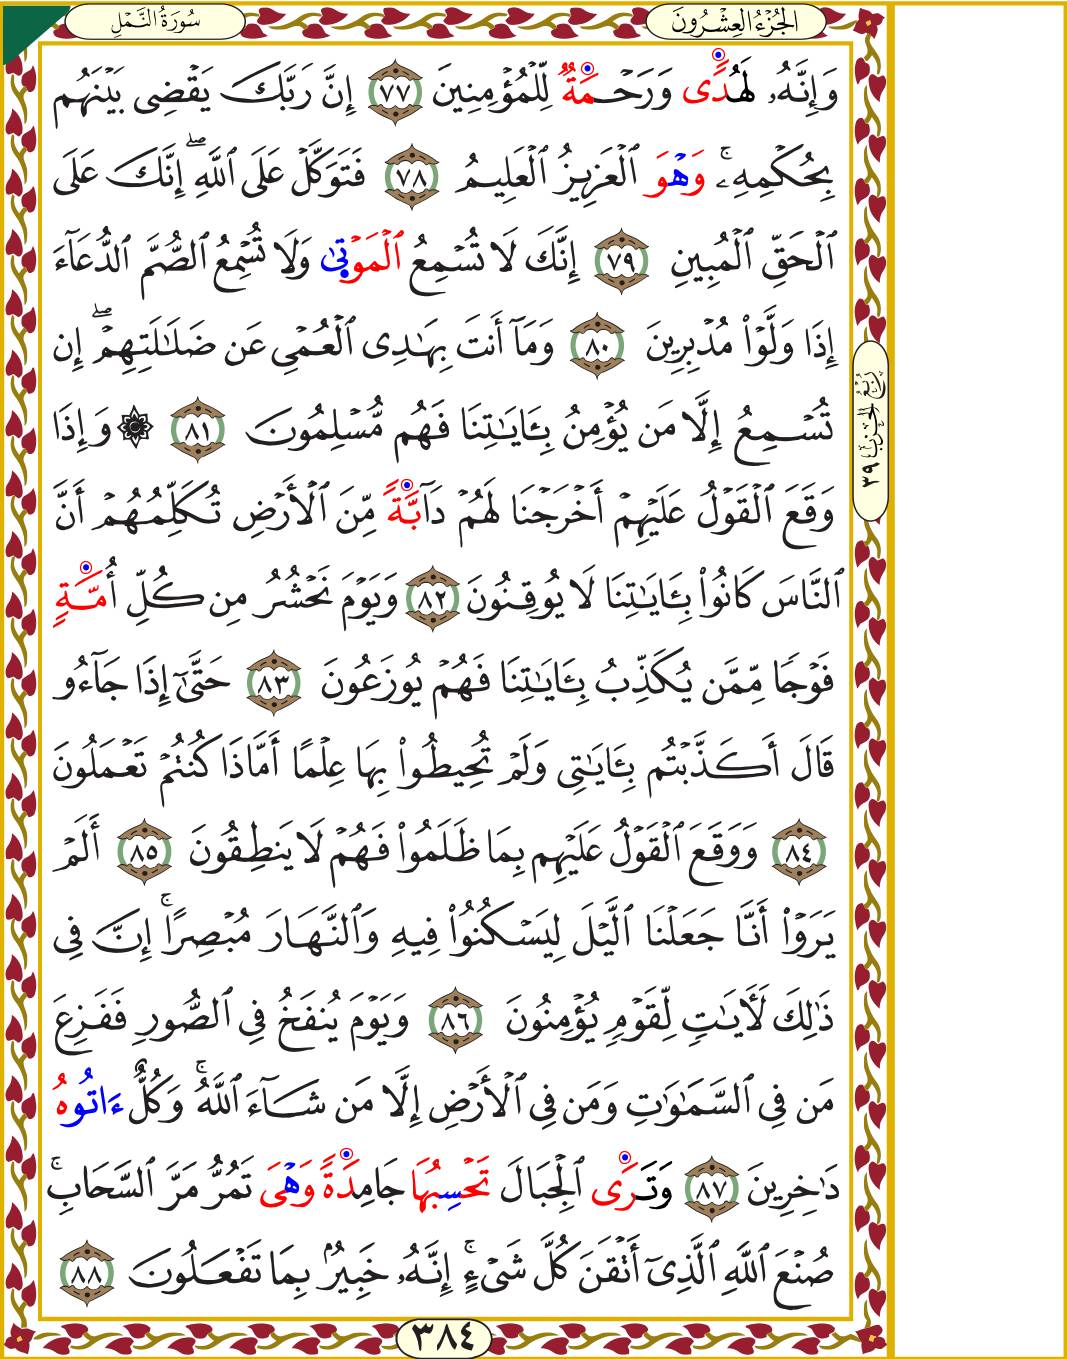 سُورَةُ النَّمْلِ
الجُزْءُ العِشْرُونَ
وَإِنَّهُۥ لَهُدًى وَرَحْمَةٌ لِّلْمُؤْمِنِينَ ٧٧ إِنَّ رَبَّكَ يَقْضِى بَيْنَهُم
بِحُكْمِهِۦۚ وَهْوَ ٱلْعَزِيزُ ٱلْعَلِيمُ ٧٨ فَتَوَكَّلْ عَلَى ٱللَّهِۖ إِنَّكَ عَلَى
ٱلْحَقِّ ٱلْمُبِينِ ٧٩ إِنَّكَ لَا تُسْمِعُ ٱلْمَوْتَىٰ وَلَا تُسْمِعُ ٱلصُّمَّ ٱلدُّعَآءَ
إِذَا وَلَّوْا۟ مُدْبِرِينَ ٨٠ وَمَآ أَنتَ بِهَـٰدِى ٱلْعُمْىِ عَن ضَلَـٰلَتِهِمْۖ إِن
تُسْمِعُ إِلَّا مَن يُؤْمِنُ بِـَٔايَـٰتِنَا فَهُم مُّسْلِمُونَ ٨١ ۞ وَإِذَا
وَقَعَ ٱلْقَوْلُ عَلَيْهِمْ أَخْرَجْنَا لَهُمْ دَآبَّةً مِّنَ ٱلْأَرْضِ تُكَلِّمُهُمْ أَنَّ
ٱلنَّاسَ كَانُوا۟ بِـَٔايَـٰتِنَا لَا يُوقِنُونَ ٨٢ وَيَوْمَ نَحْشُرُ مِن كُلِّ أُمَّةٍ
فَوْجًا مِّمَّن يُكَذِّبُ بِـَٔايَـٰتِنَا فَهُمْ يُوزَعُونَ ٨٣ حَتَّىٰٓ إِذَا جَآءُو
قَالَ أَكَذَّبْتُم بِـَٔايَـٰتِى وَلَمْ تُحِيطُوا۟ بِهَا عِلْمًا أَمَّاذَا كُنتُمْ تَعْمَلُونَ
٨٤ وَوَقَعَ ٱلْقَوْلُ عَلَيْهِم بِمَا ظَلَمُوا۟ فَهُمْ لَا يَنطِقُونَ ٨٥ أَلَمْ
يَرَوْا۟ أَنَّا جَعَلْنَا ٱلَّيْلَ لِيَسْكُنُوا۟ فِيهِ وَٱلنَّهَارَ مُبْصِرًاۚ إِنَّ فِى
ذَٰلِكَ لَـَٔايَـٰتٍ لِّقَوْمٍ يُؤْمِنُونَ ٨٦ وَيَوْمَ يُنفَخُ فِى ٱلصُّورِ فَفَزِعَ
مَن فِى ٱلسَّمَـٰوَٰتِ وَمَن فِى ٱلْأَرْضِ إِلَّا مَن شَآءَ ٱللَّهُۚ وَكُلٌّ ءَاتُوهُ
دَٰخِرِينَ ٨٧ وَتَرَى ٱلْجِبَالَ تَحْسِبُهَا جَامِدَةً وَهْىَ تَمُرُّ مَرَّ ٱلسَّحَابِۚ
صُنْعَ ٱللَّهِ ٱلَّذِىٓ أَتْقَنَ كُلَّ شَىْءٍۚ إِنَّهُۥ خَبِيرٌۢ بِمَا تَفْعَلُونَ ٨٨
رُبْعُ الحِزْبِ ٣٩
٣٨٤